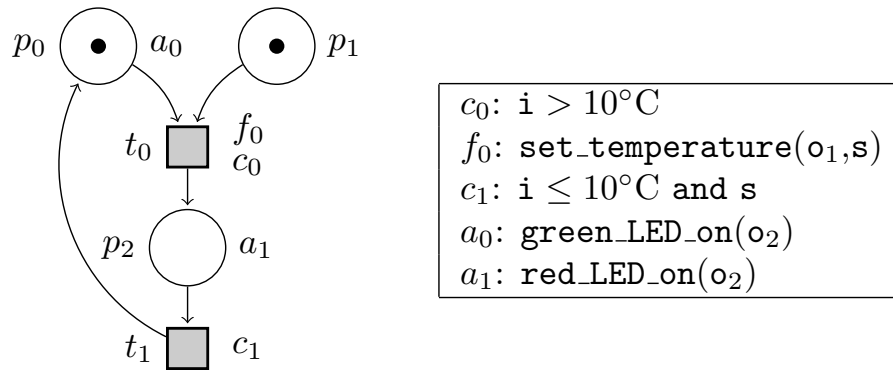 p₀ a₀ p₁
t₀ f₀
c₀
p₂ a₁
t₁ c₁
c₀: i > 10°C
f₀: set_temperature(o₁,s)
c₁: i ≤ 10°C and s
a₀: green_LED_on(o₂)
a₁: red_LED_on(o₂)